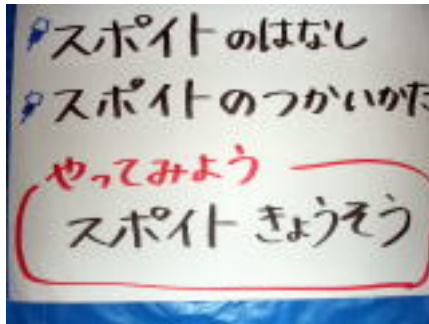 スポイトのはなし
スポイトのつかいかた
やってみよう
スポイトきょうそう